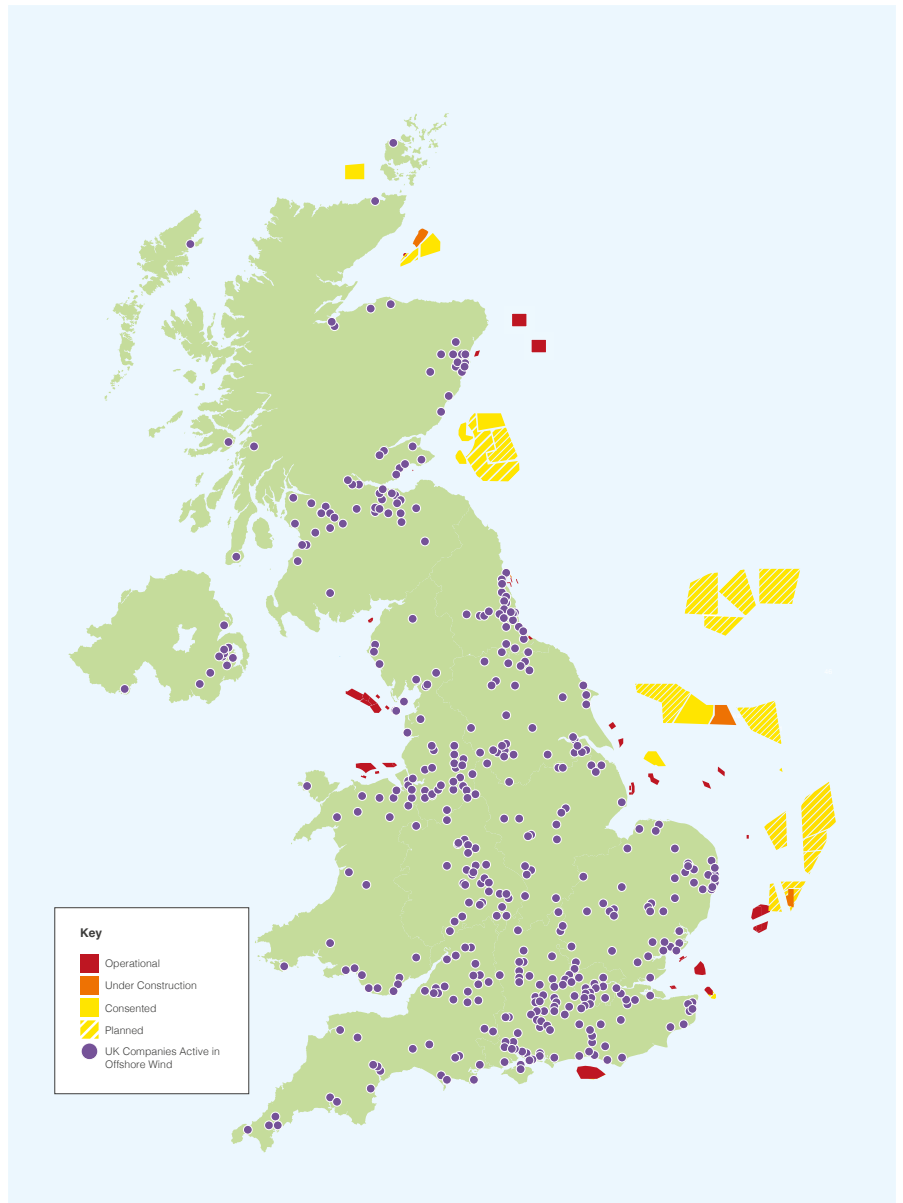 Key
Operational
Under Construction
Consented
Planned
UK Companies Active in
Offshore Wind